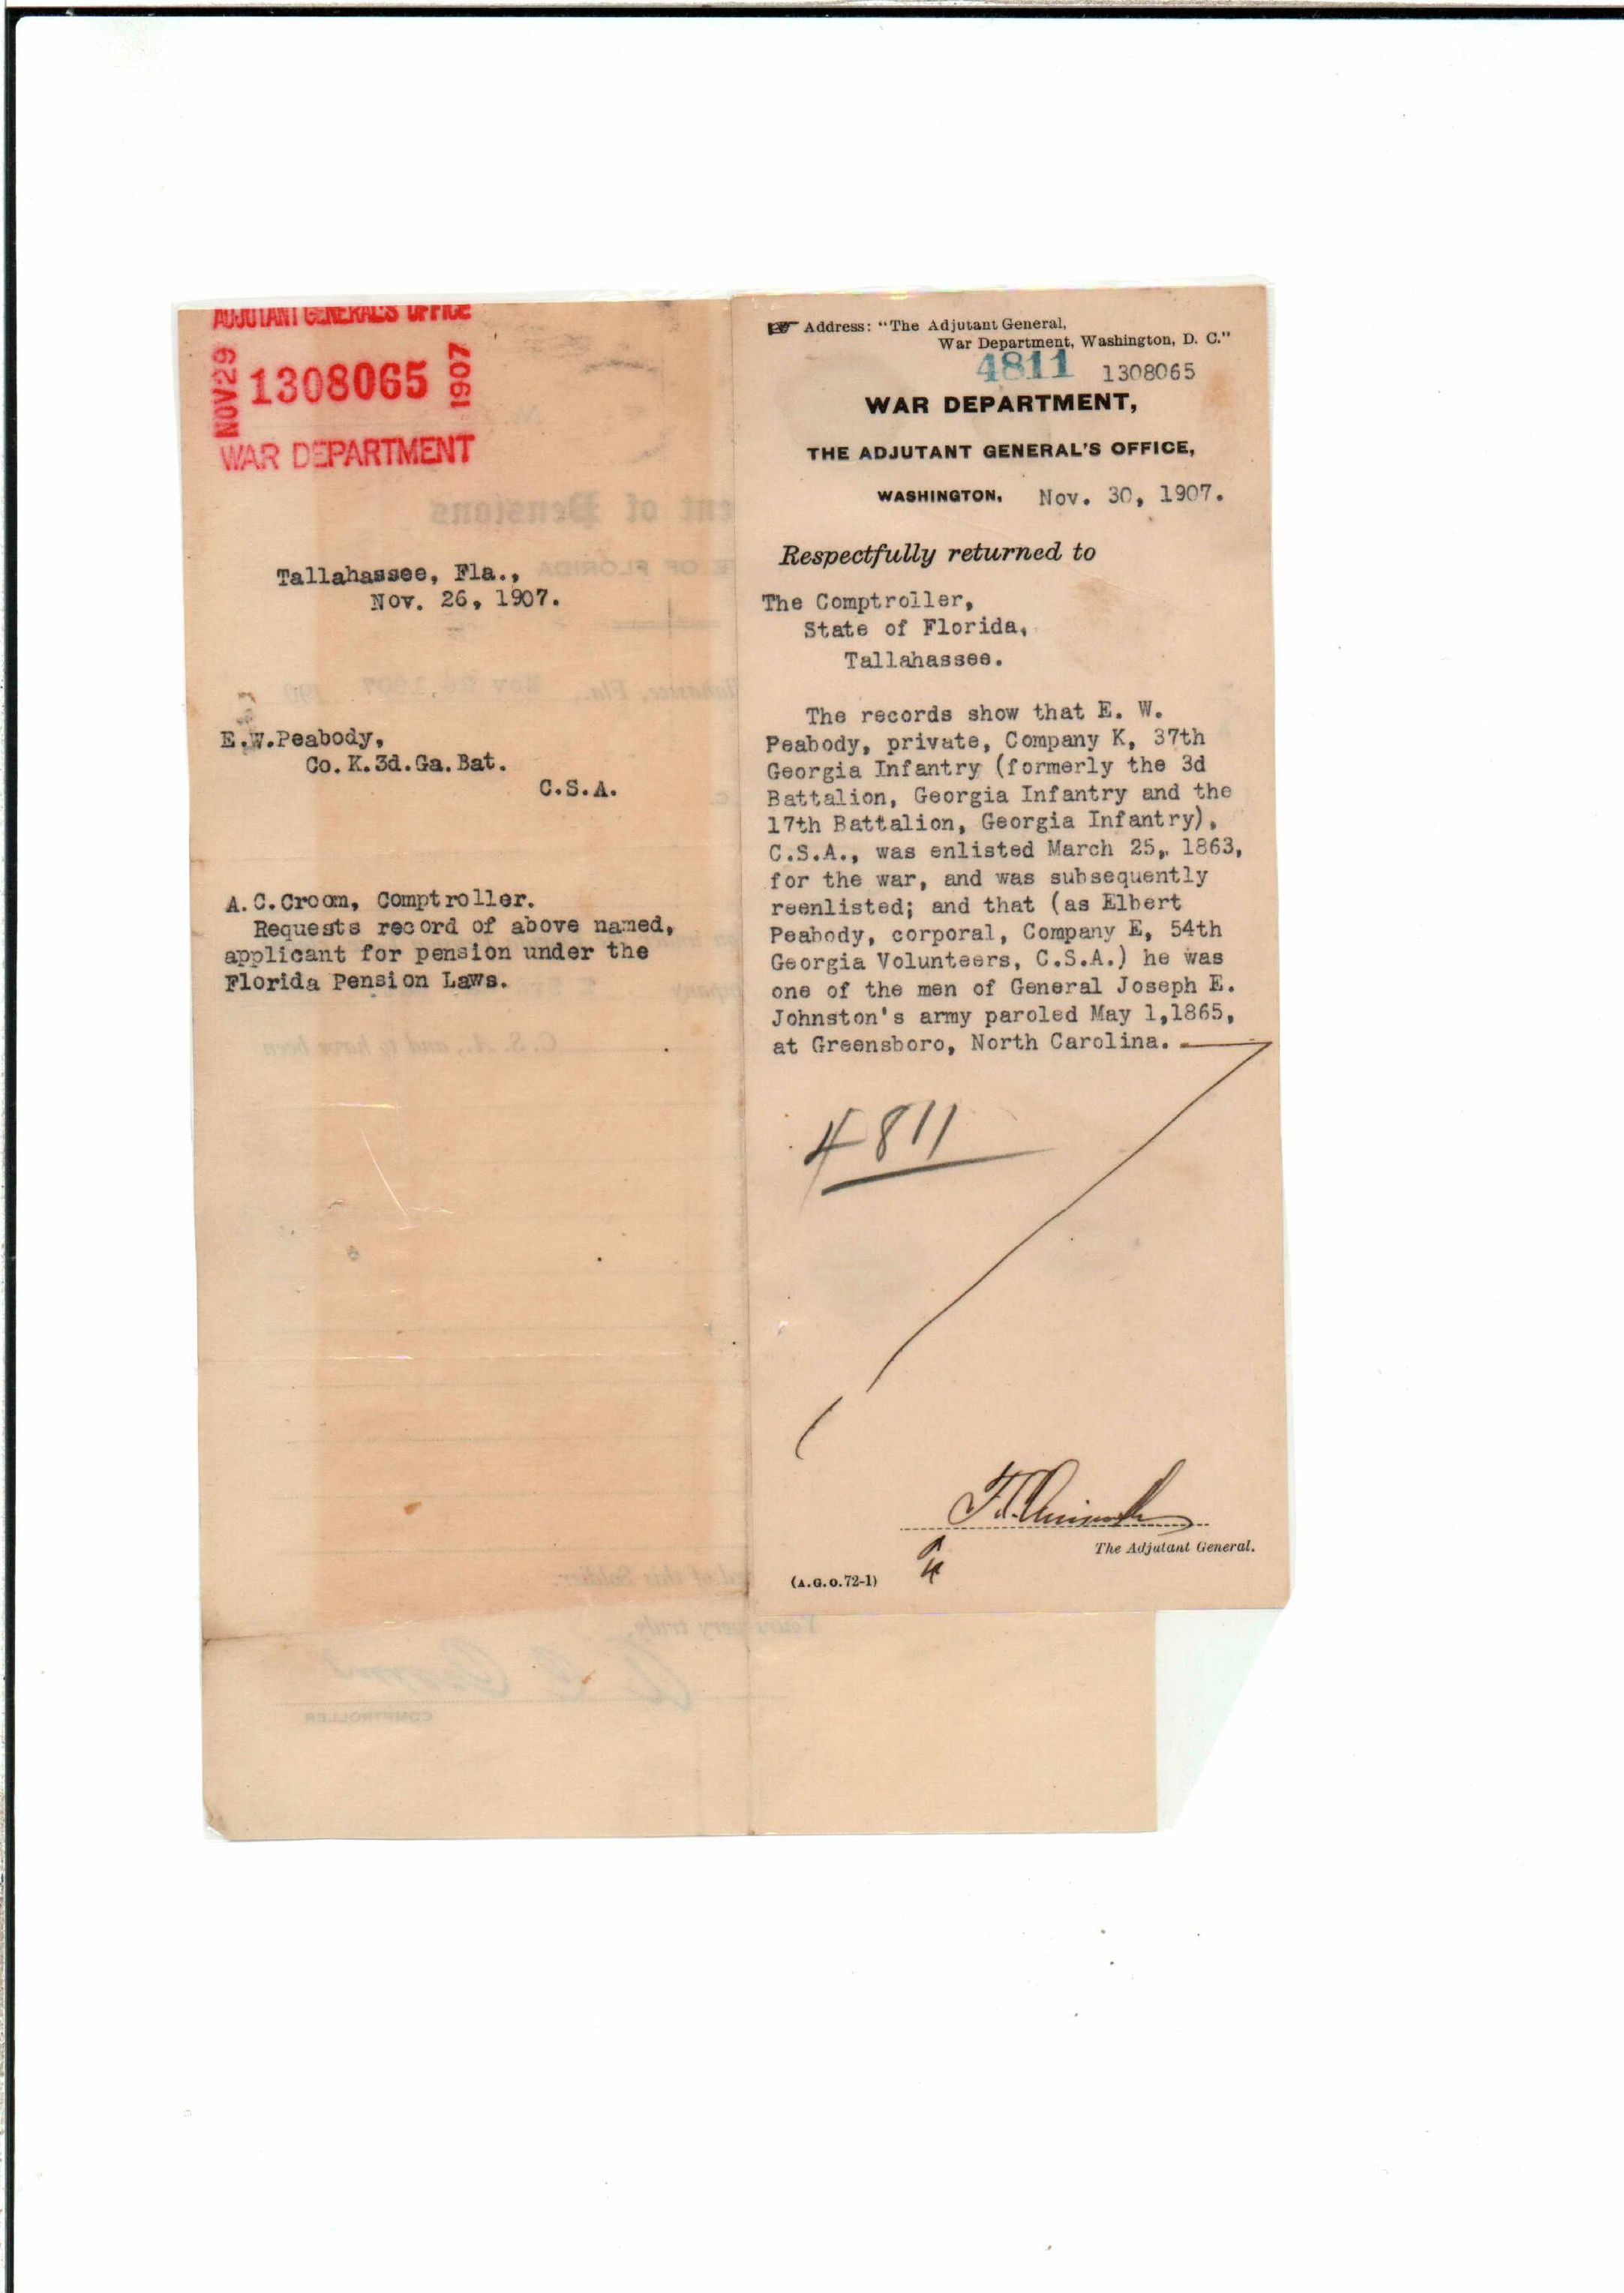 ADJUTANT GENERAL'S OFFICE
NOV 29 1308065 1907
WAR DEPARTMENT
Tallahassee, Fla.,
Nov. 26, 1907.
E.W.Peabody,
Co.K.3d.Ga.Bat.
C.S.A.
A.C.Croom, Comptroller.
Requests record of above named,
applicant for pension under the
Florida Pension Laws.
Address: "The Adjutant General,
War Department, Washington, D. C."
4811 1308065
WAR DEPARTMENT,
THE ADJUTANT GENERAL'S OFFICE,
WASHINGTON, Nov. 30, 1907.
Respectfully returned to
The Comptroller,
State of Florida,
Tallahassee.
The records show that E. W.
Peabody, private, Company K, 37th
Georgia Infantry (formerly the 3d
Battalion, Georgia Infantry and the
17th Battalion, Georgia Infantry),
C.S.A., was enlisted March 25, 1863,
for the war, and was subsequently
reenlisted; and that (as Elbert
Peabody, corporal, Company E, 54th
Georgia Volunteers, C.S.A.) he was
one of the men of General Joseph E.
Johnston's army paroled May 1,1865,
at Greensboro, North Carolina.
4811
The Adjutant General.
(A.G.O.72-1)